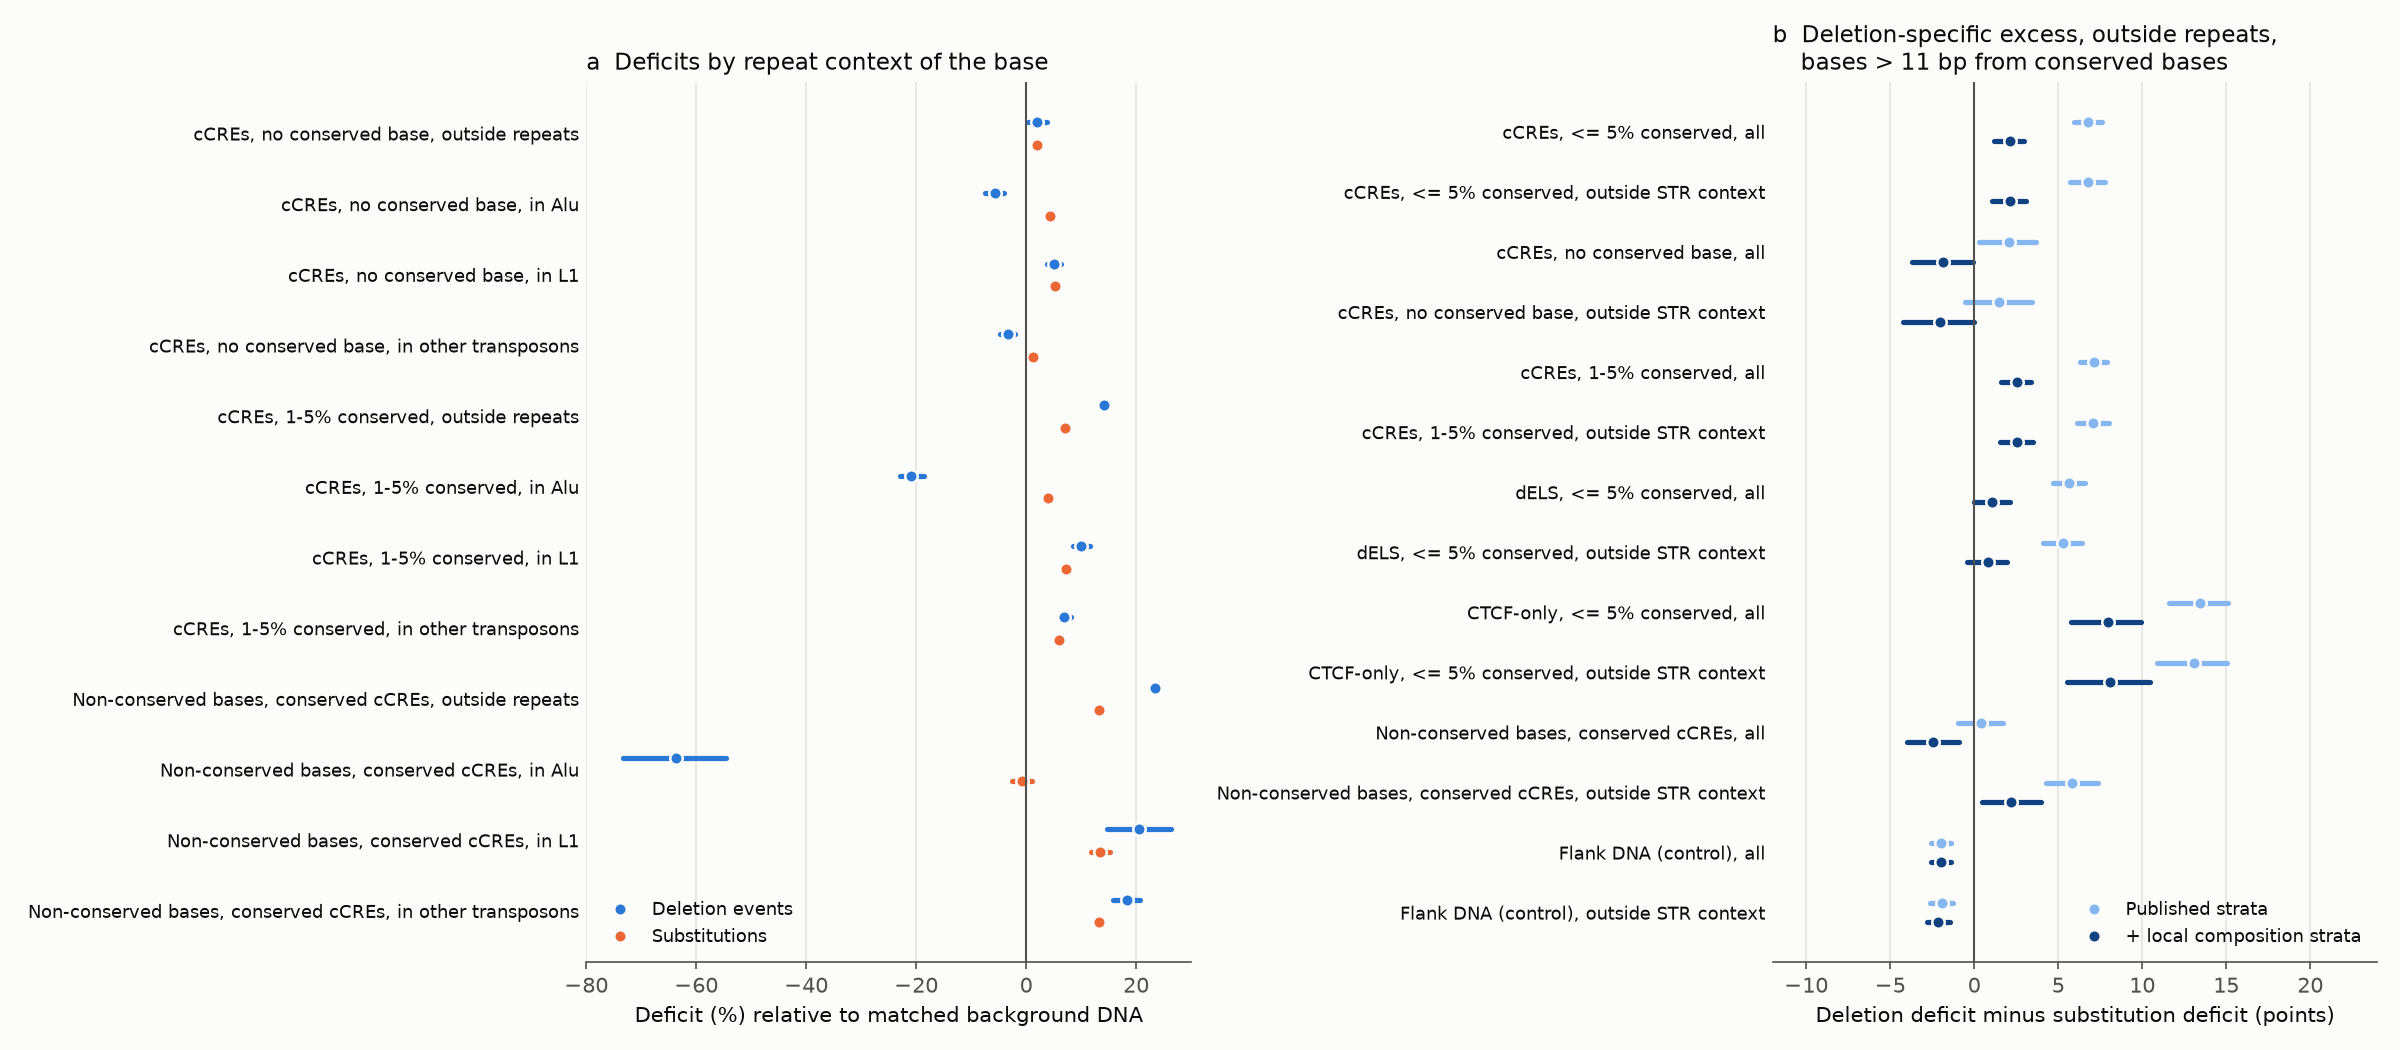 a  Deficits by repeat context of the base
cCREs, no conserved base, outside repeats
cCREs, no conserved base, in Alu
cCREs, no conserved base, in L1
cCREs, no conserved base, in other transposons
cCREs, 1-5% conserved, outside repeats
cCREs, 1-5% conserved, in Alu
cCREs, 1-5% conserved, in L1
cCREs, 1-5% conserved, in other transposons
Non-conserved bases, conserved cCREs, outside repeats
Non-conserved bases, conserved cCREs, in Alu
Non-conserved bases, conserved cCREs, in L1
Non-conserved bases, conserved cCREs, in other transposons
Deletion events
Substitutions
−80 −60 −40 −20 0 20
Deficit (%) relative to matched background DNA
b  Deletion-specific excess, outside repeats,
bases > 11 bp from conserved bases
cCREs, <= 5% conserved, all
cCREs, <= 5% conserved, outside STR context
cCREs, no conserved base, all
cCREs, no conserved base, outside STR context
cCREs, 1-5% conserved, all
cCREs, 1-5% conserved, outside STR context
dELS, <= 5% conserved, all
dELS, <= 5% conserved, outside STR context
CTCF-only, <= 5% conserved, all
CTCF-only, <= 5% conserved, outside STR context
Non-conserved bases, conserved cCREs, all
Non-conserved bases, conserved cCREs, outside STR context
Flank DNA (control), all
Flank DNA (control), outside STR context
Published strata
+ local composition strata
−10 −5 0 5 10 15 20
Deletion deficit minus substitution deficit (points)